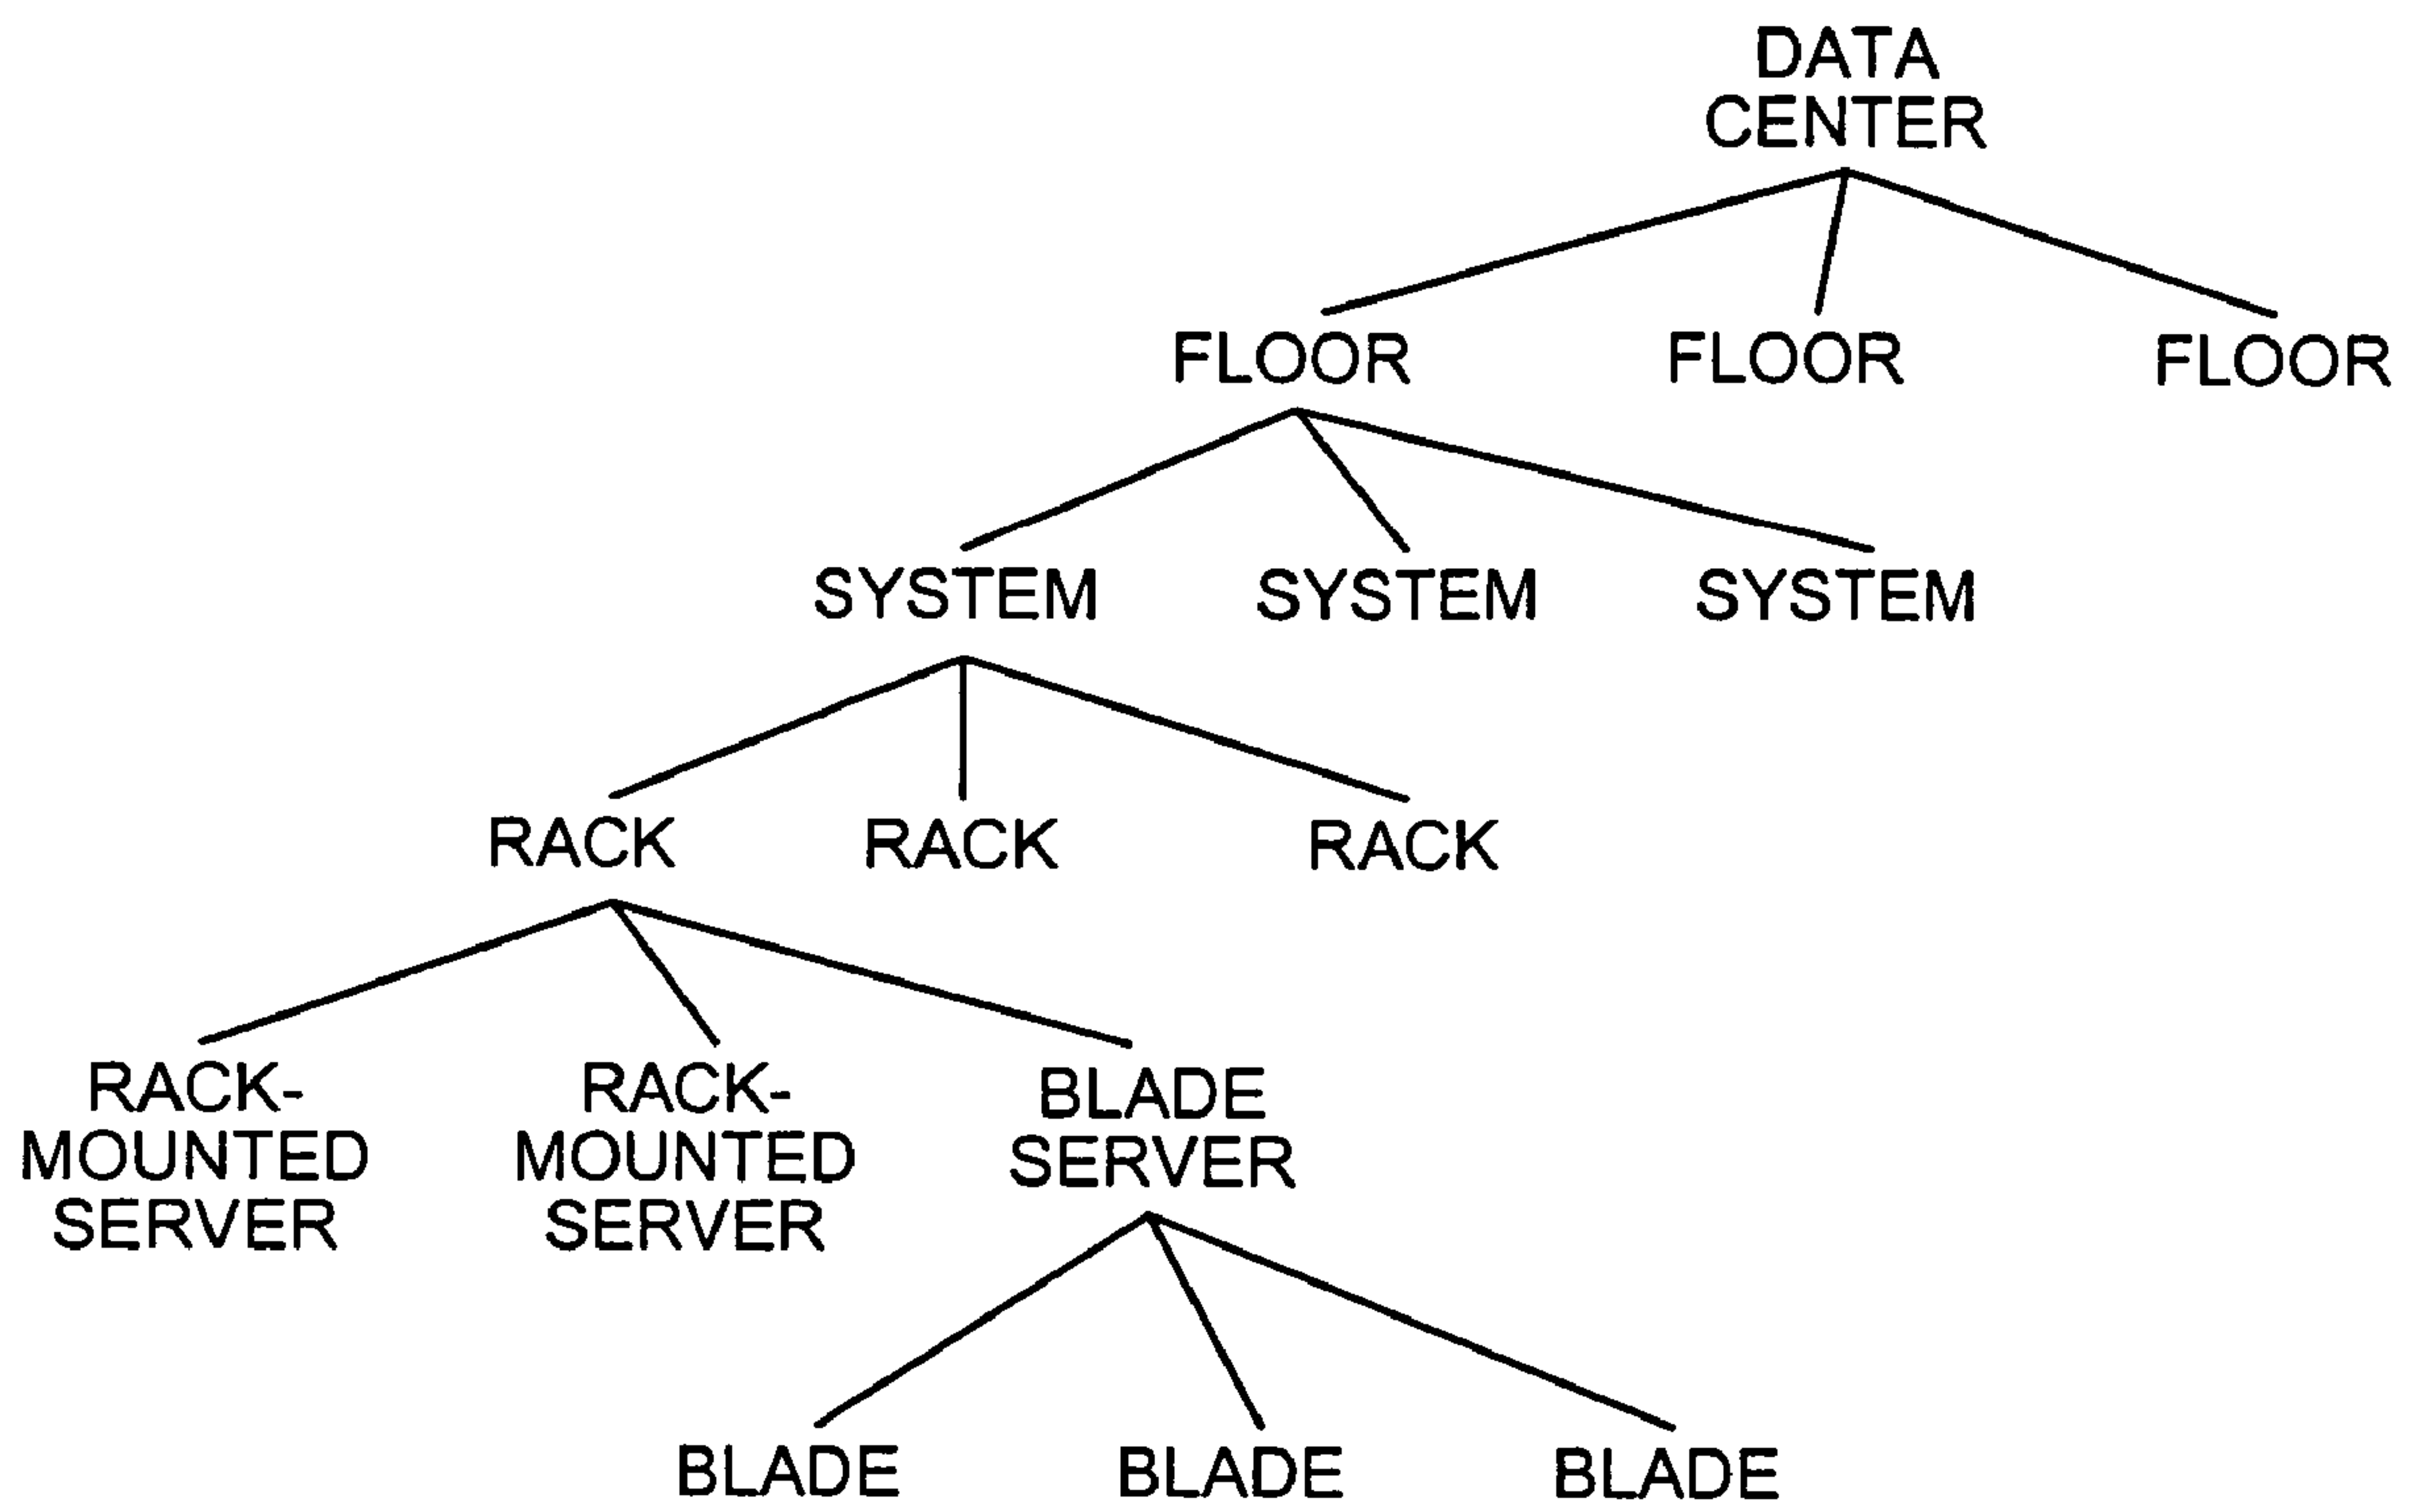 DATA
CENTER
FLOOR
FLOOR
FLOOR
SYSTEM
SYSTEM
SYSTEM
RACK
RACK
RACK
RACK-
MOUNTED
SERVER
RACK-
MOUNTED
SERVER
BLADE
SERVER
BLADE
BLADE
BLADE